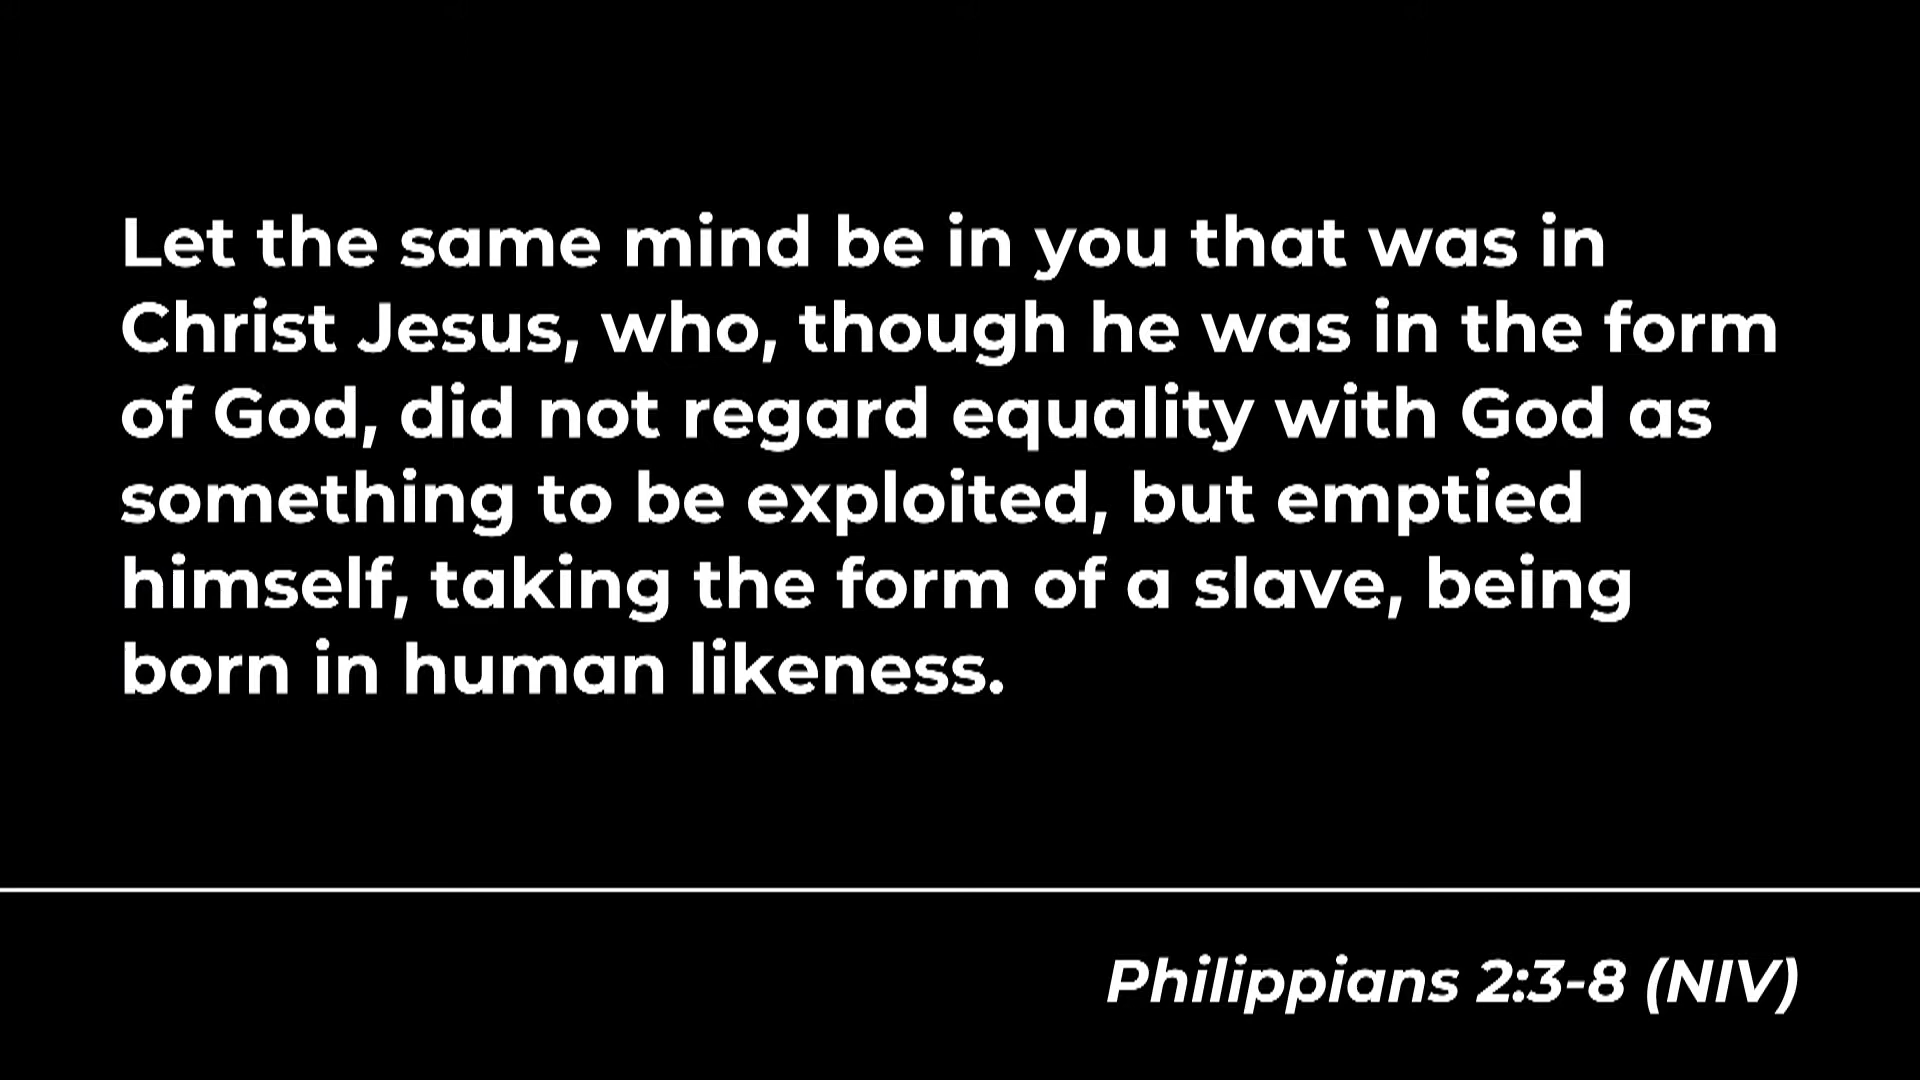 Let the same mind be in you that was in
Christ Jesus, who, though he was in the form
of God, did not regard equality with God as
something to be exploited, but emptied
himself, taking the form of a slave, being
born in human likeness.
Philippians 2:3-8 (NIV)